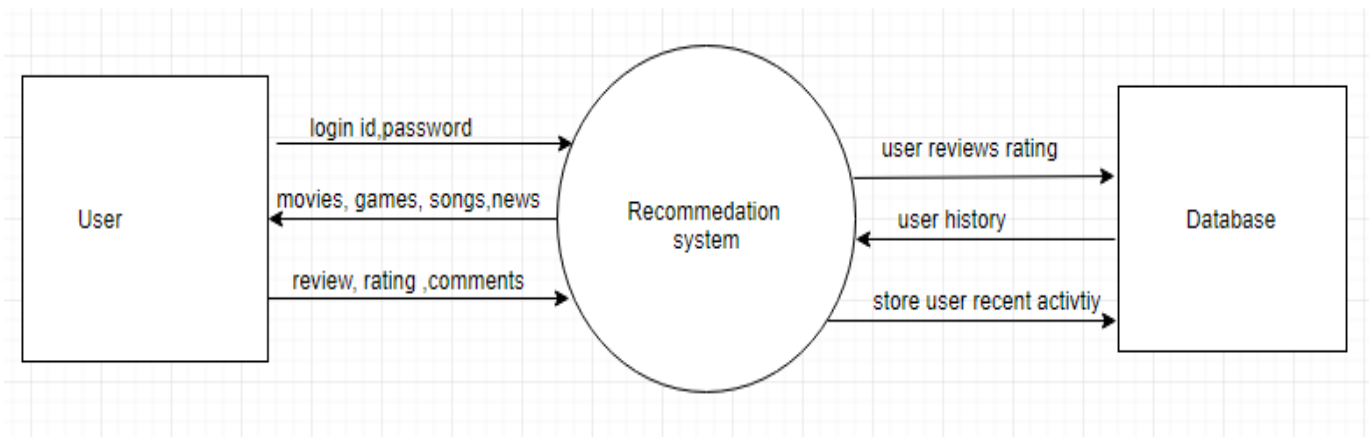 login id,password
user reviews rating
movies, games, songs,news
User
Recommedation
system
user history
Database
review, rating ,comments
store user recent activtiy